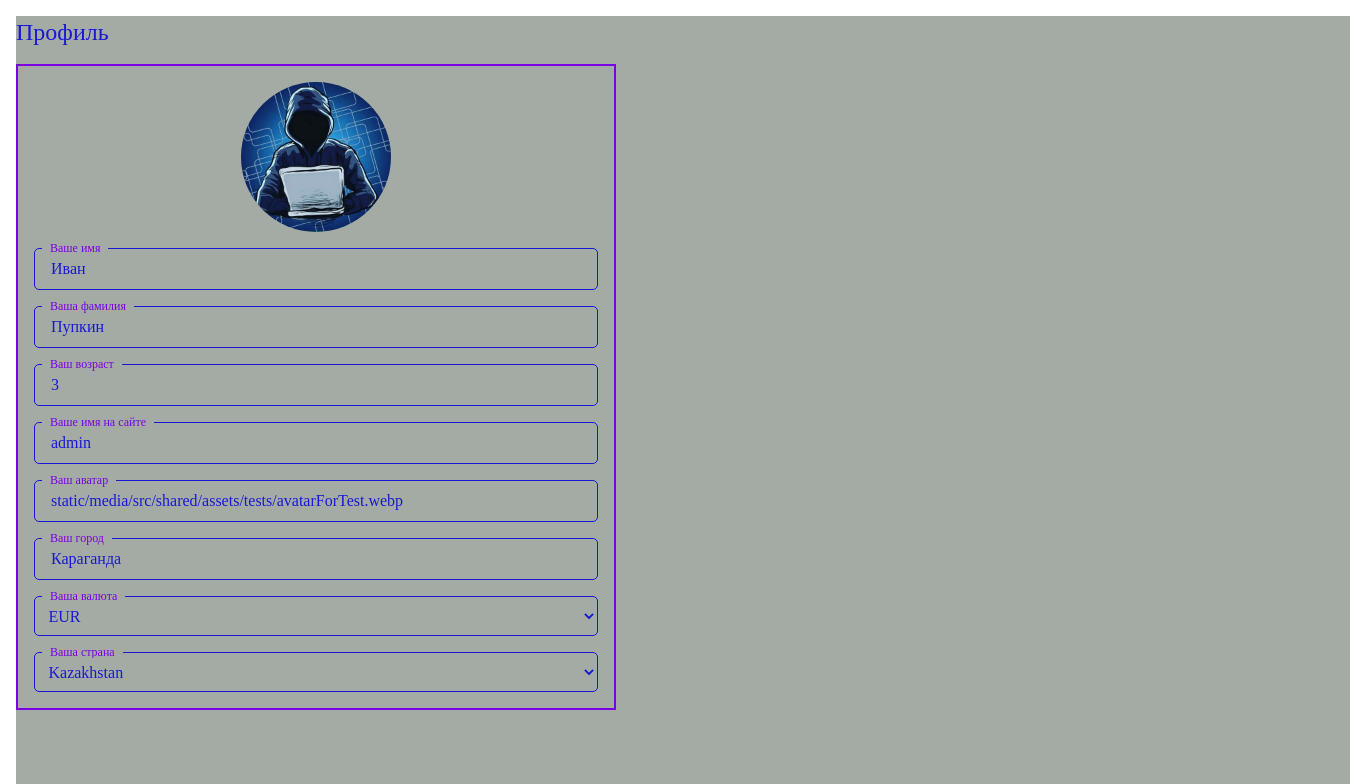 Профиль
Ваше имя
Иван
Ваша фамилия
Пупкин
Ваш возраст
3
Ваше имя на сайте
admin
Ваш аватар
static/media/src/shared/assets/tests/avatarForTest.webp
Ваш город
Караганда
Ваша валюта
EUR
Ваша страна
Kazakhstan